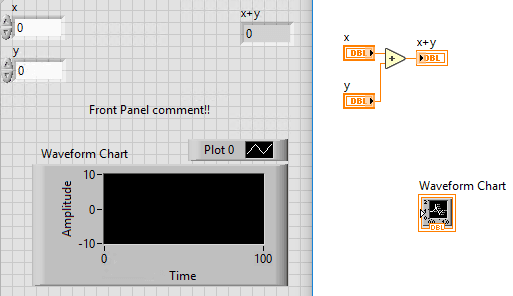 x
0
x+y
0
y
0
Front Panel comment!!
Waveform Chart
Plot 0
Amplitude
10
0
-10
0
100
Time
x
DBL
+
x+y
DBL
y
DBL
Waveform Chart
DBL